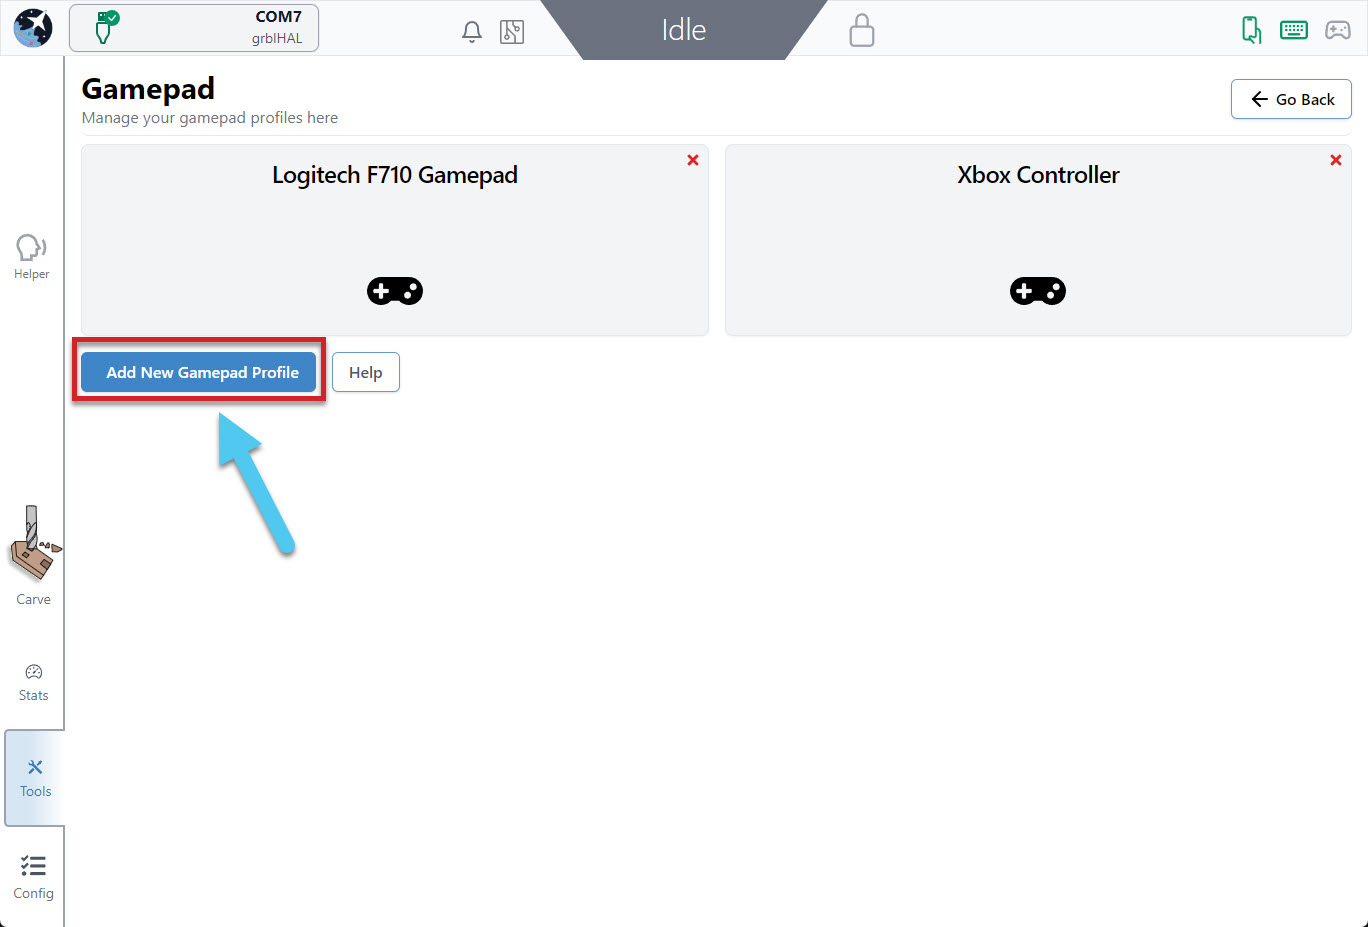 COM7
grblHAL
Idle
Gamepad
Manage your gamepad profiles here
Go Back
Logitech F710 Gamepad
Xbox Controller
Helper
Add New Gamepad Profile
Help
Carve
Stats
Tools
Config